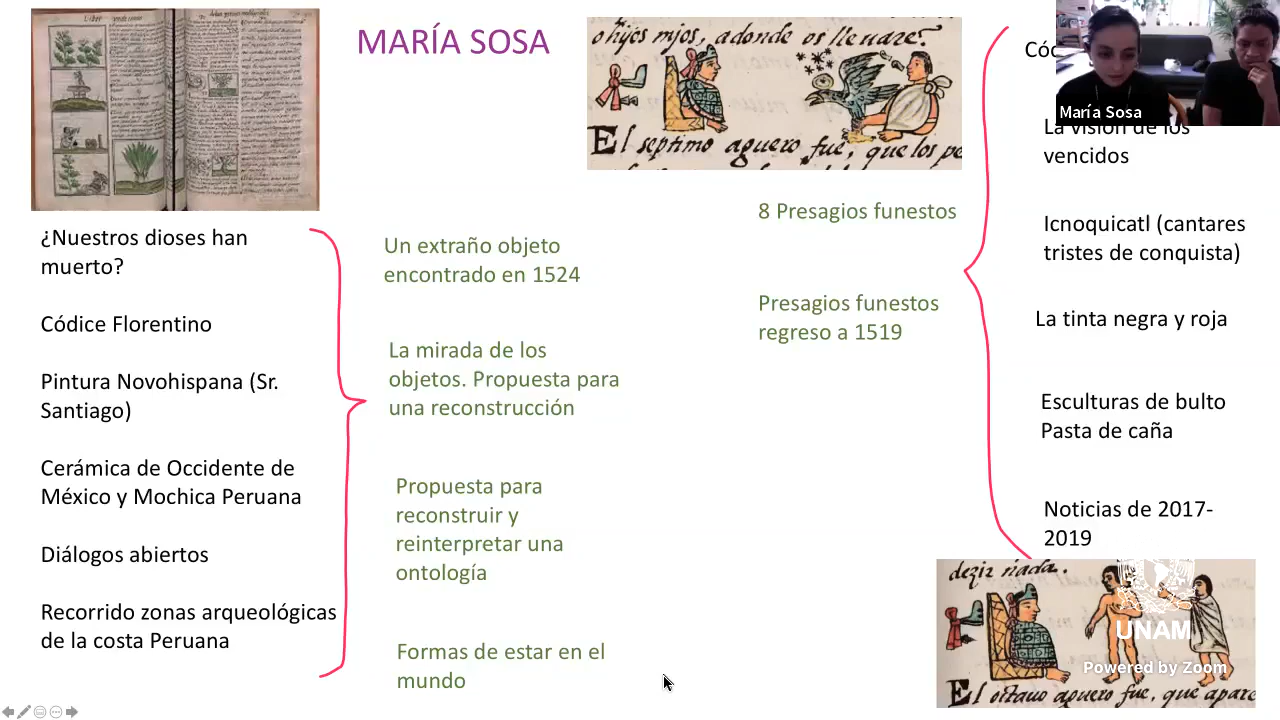 MARÍA SOSA
o hijos mjos, adonde os lleuare?
El septimo aguero fue, que los pe
María Sosa
La visión de los
vencidos
8 Presagios funestos
Icnoquicatl (cantares
tristes de conquista)
¿Nuestros dioses han
muerto?
Un extraño objeto
encontrado en 1524
Códice Florentino
Presagios funestos
regreso a 1519
La tinta negra y roja
La mirada de los
objetos. Propuesta para
una reconstrucción
Pintura Novohispana (Sr.
Santiago)
Esculturas de bulto
Pasta de caña
Cerámica de Occidente de
México y Mochica Peruana
Propuesta para
reconstruir y
reinterpretar una
ontología
Noticias de 2017-
2019
Diálogos abiertos
Recorrido zonas arqueológicas
de la costa Peruana
Formas de estar en el
mundo
dezir nada.
UNAM
Powered by Zoom
El octauo aguero fue, que apare